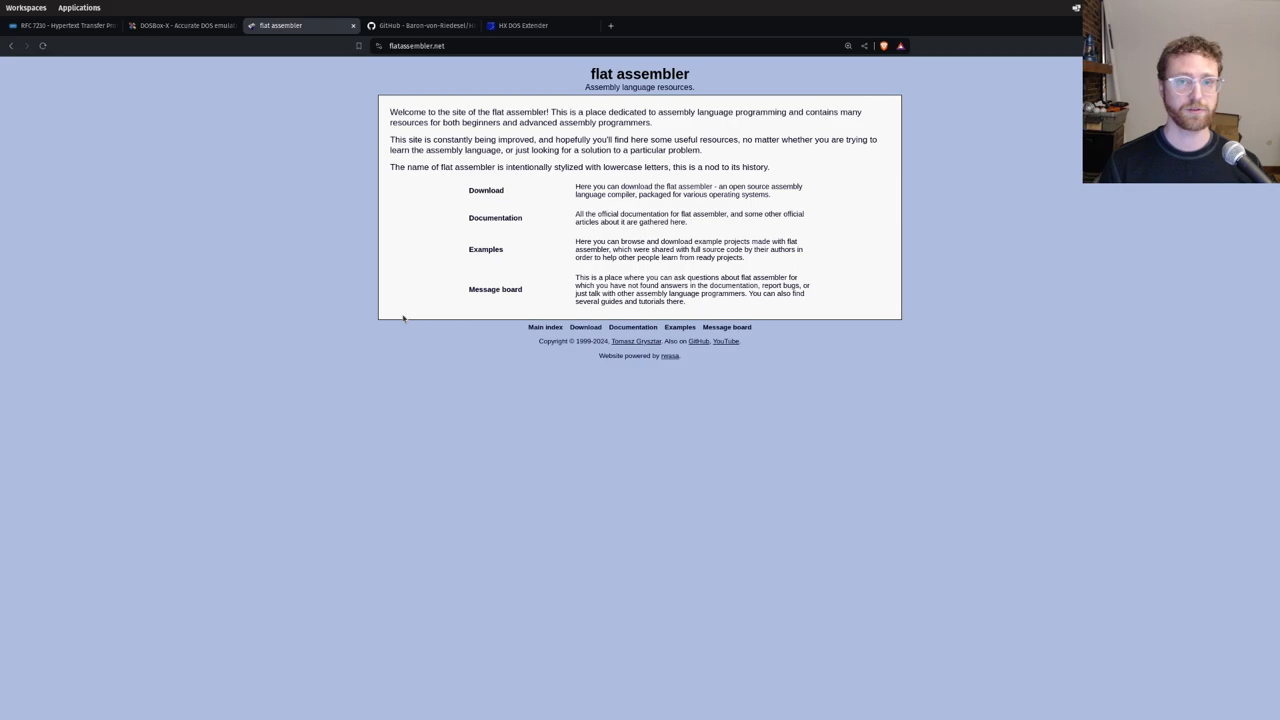 Workspaces Applications
RFC 7230 - Hypertext Transfer Pro
DOSBox-X - Accurate DOS emulat
flat assembler
GitHub - Baron-von-Riedesel/H
HX DOS Extender
flatassembler.net
flat assembler
Assembly language resources.
Welcome to the site of the flat assembler! This is a place dedicated to assembly language programming and contains many
resources for both beginners and advanced assembly programmers.
This site is constantly being improved, and hopefully you'll find here some useful resources, no matter whether you are trying to
learn the assembly language, or just looking for a solution to a particular problem.
The name of flat assembler is intentionally stylized with lowercase letters, this is a nod to its history.
Download
Here you can download the flat assembler - an open source assembly
language compiler, packaged for various operating systems.
Documentation
All the official documentation for flat assembler, and some other official
articles about it are gathered here.
Examples
Here you can browse and download example projects made with flat
assembler, which were shared with full source code by their authors in
order to help other people learn from ready projects.
Message board
This is a place where you can ask questions about flat assembler for
which you have not found answers in the documentation, report bugs, or
just talk with other assembly language programmers. You can also find
several guides and tutorials there.
Main index Download Documentation Examples Message board
Copyright © 1999-2024, Tomasz Grysztar. Also on GitHub, YouTube.
Website powered by rwasa.